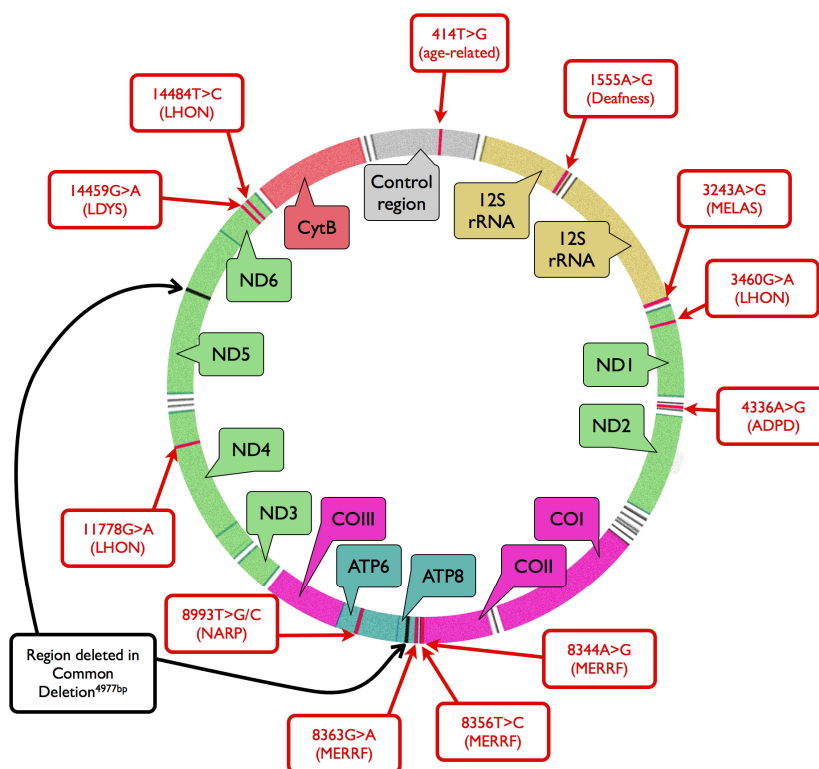 414T>G
(age-related)
1555A>G
(Deafness)
14484T>C
(LHON)
14459G>A
(LDYS)
Control
region
12S
rRNA
3243A>G
(MELAS)
CytB
12S
rRNA
ND6
3460G>A
(LHON)
ND5
ND1
4336A>G
(ADPD)
ND2
ND4
11778G>A
(LHON)
ND3
COIII
COI
ATP6
ATP8
COII
8993T>G/C
(NARP)
Region deleted in
Common
Deletion4977bp
8344A>G
(MERRF)
8363G>A
(MERRF)
8356T>C
(MERRF)